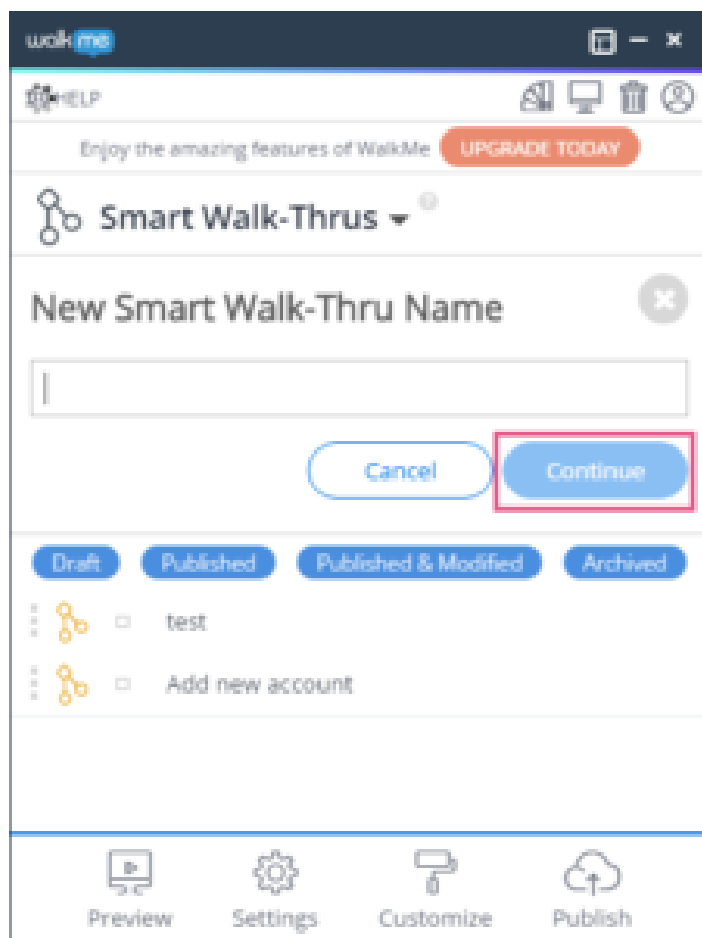 walkme
HELP
Enjoy the amazing features of WalkMe UPGRADE TODAY
Smart Walk-Thrus ?
New Smart Walk-Thru Name
Cancel Continue
Draft Published Published & Modified Archived
test
Add new account
Preview Settings Customize Publish